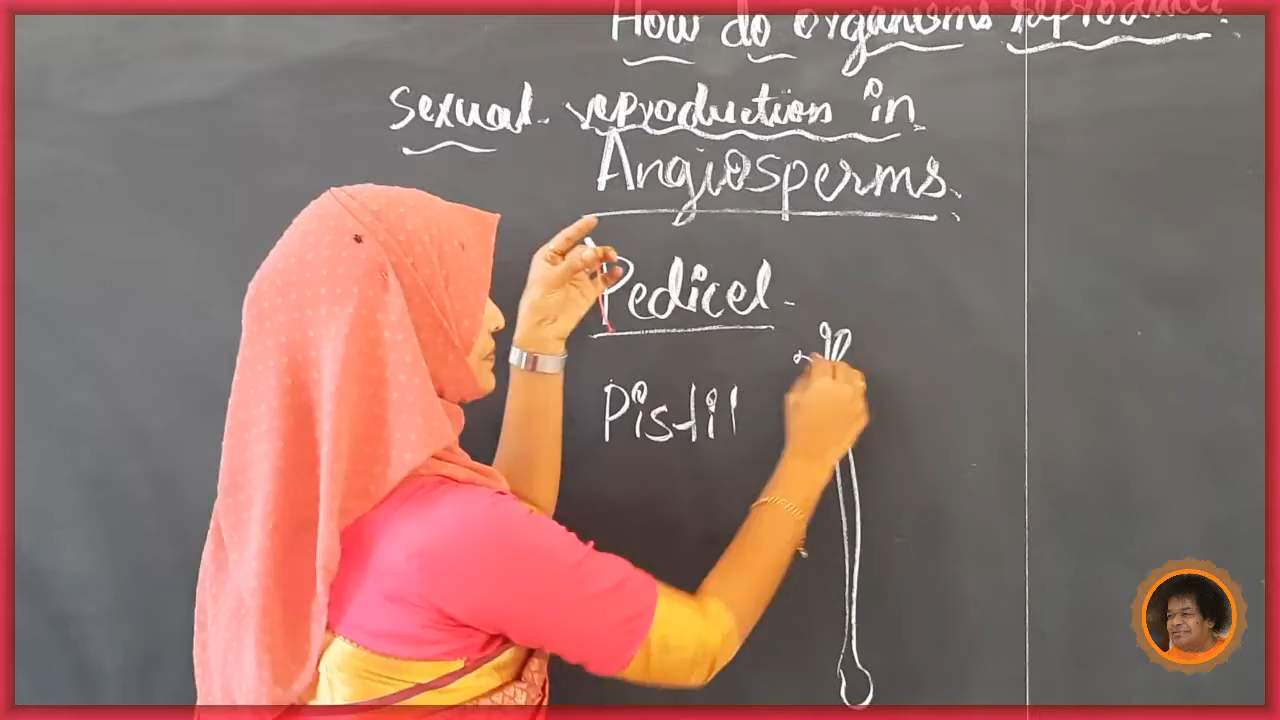 How do organisms reproduce?
Sexual reproduction in
Angiosperms.
Pedicel -
Pistil